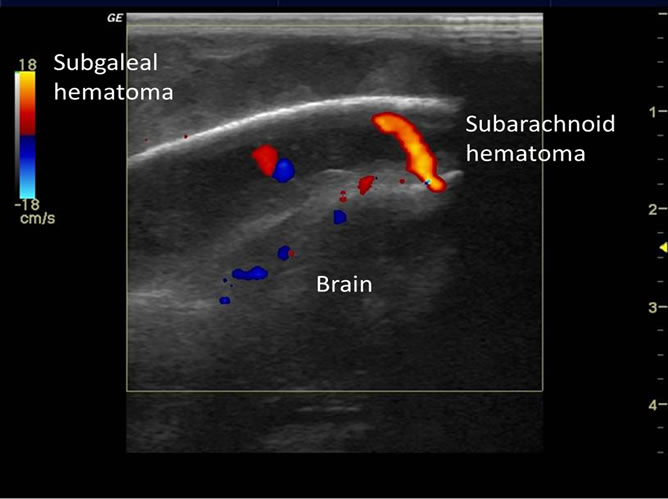 GE
18
Subgaleal
hematoma
-18
cm/s
Subarachnoid
hematoma
Brain
1
2
3
4